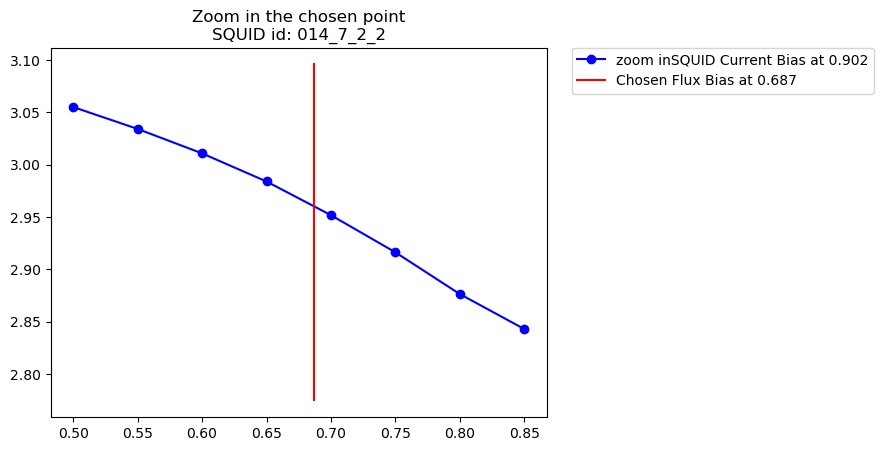 Zoom in the chosen point
SQUID id: 014_7_2_2
zoom inSQUID Current Bias at 0.902
Chosen Flux Bias at 0.687
3.10
3.05
3.00
2.95
2.90
2.85
2.80
0.50 0.55 0.60 0.65 0.70 0.75 0.80 0.85